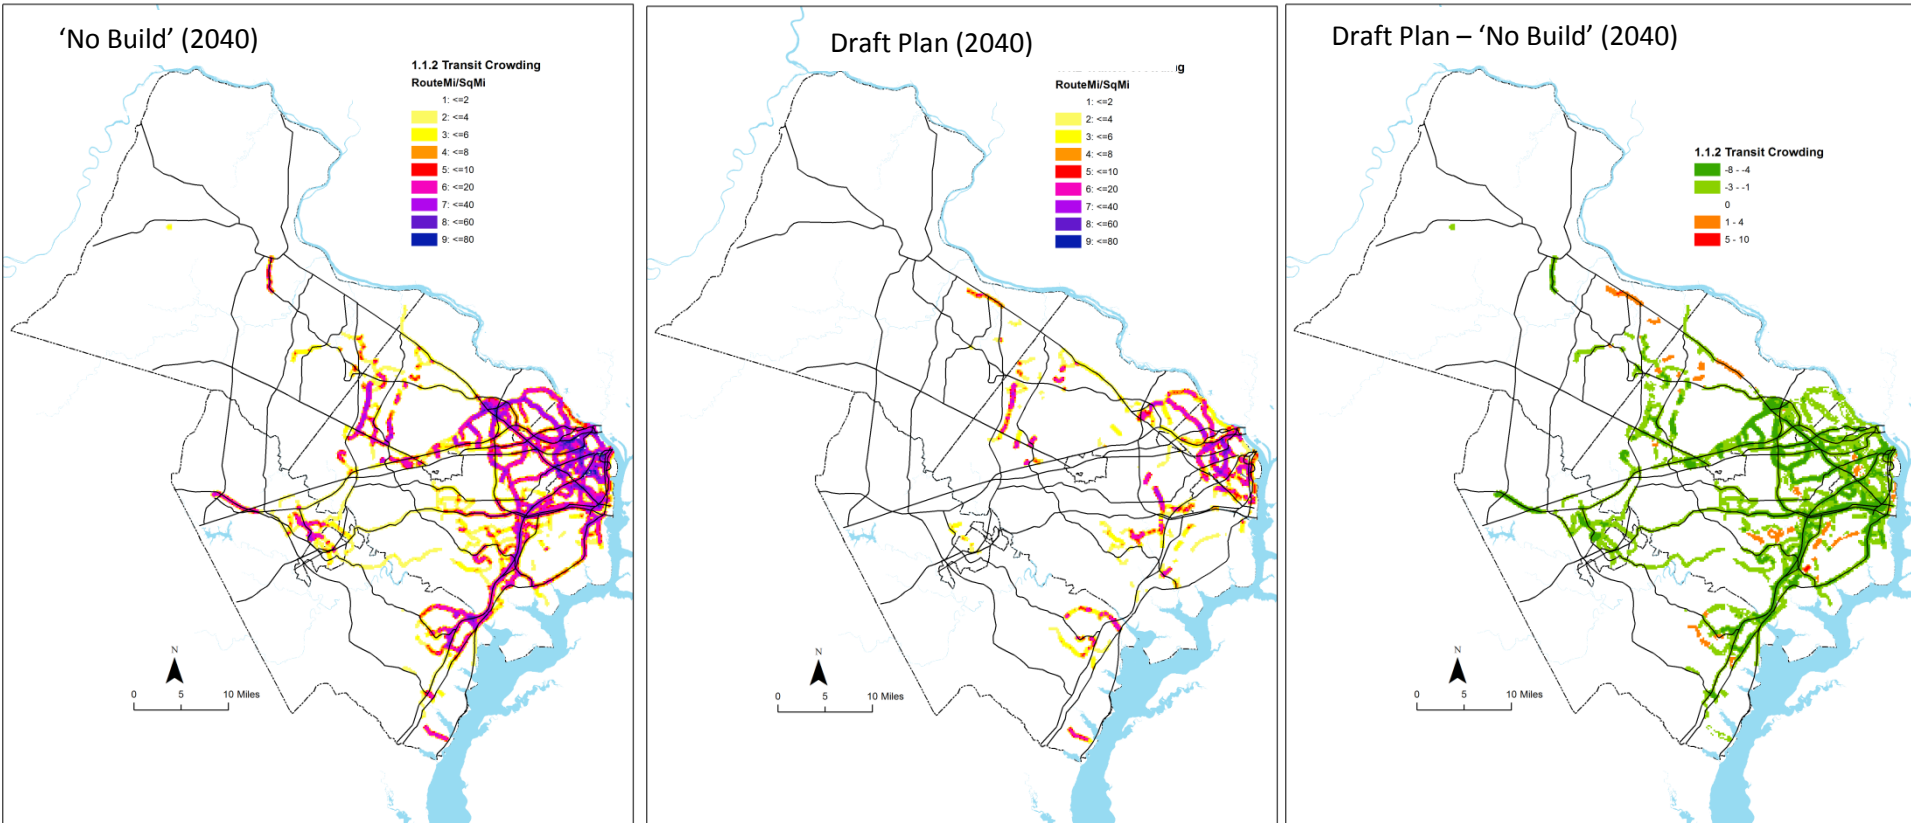 'No Build' (2040)
1.1.2 Transit Crowding
RouteMi/SqMi
1: <=2
2: <=4
3: <=6
4: <=8
5: <=10
6: <=20
7: <=40
8: <=60
9: <=80
N
0 5 10 Miles
Draft Plan (2040)
RouteMi/SqMi
1: <=2
2: <=4
3: <=6
4: <=8
5: <=10
6: <=20
7: <=40
8: <=60
9: <=80
N
0 5 10 Miles
Draft Plan – 'No Build' (2040)
1.1.2 Transit Crowding
-8 - -4
-3 - -1
0
1 - 4
5 - 10
N
0 5 10 Miles